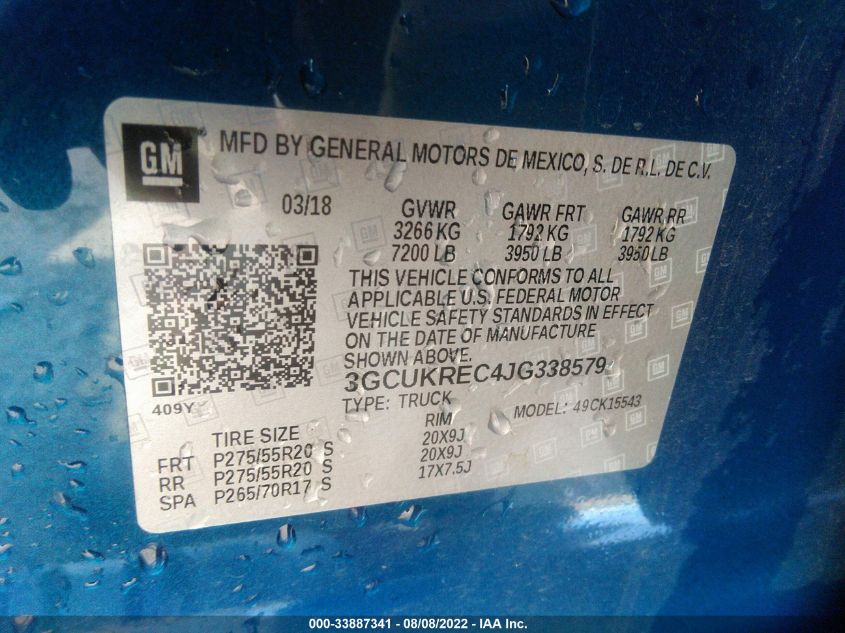 GM
MFD BY GENERAL MOTORS DE MEXICO, S. DE R.L. DE C.V.
03/18 GVWR GAWR FRT GAWR RR
3266 KG 1792 KG 1792 KG
7200 LB 3950 LB 3950 LB
THIS VEHICLE CONFORMS TO ALL
APPLICABLE U.S. FEDERAL MOTOR
VEHICLE SAFETY STANDARDS IN EFFECT
ON THE DATE OF MANUFACTURE
SHOWN ABOVE.
3GCUKREC4JG338579
409Y TYPE: TRUCK MODEL: 49CK15543
TIRE SIZE RIM
FRT P275/55R20 S 20X9J
RR P275/55R20 S 20X9J
SPA P265/70R17 S 17X7.5J
000-33887341 - 08/08/2022 - IAA Inc.